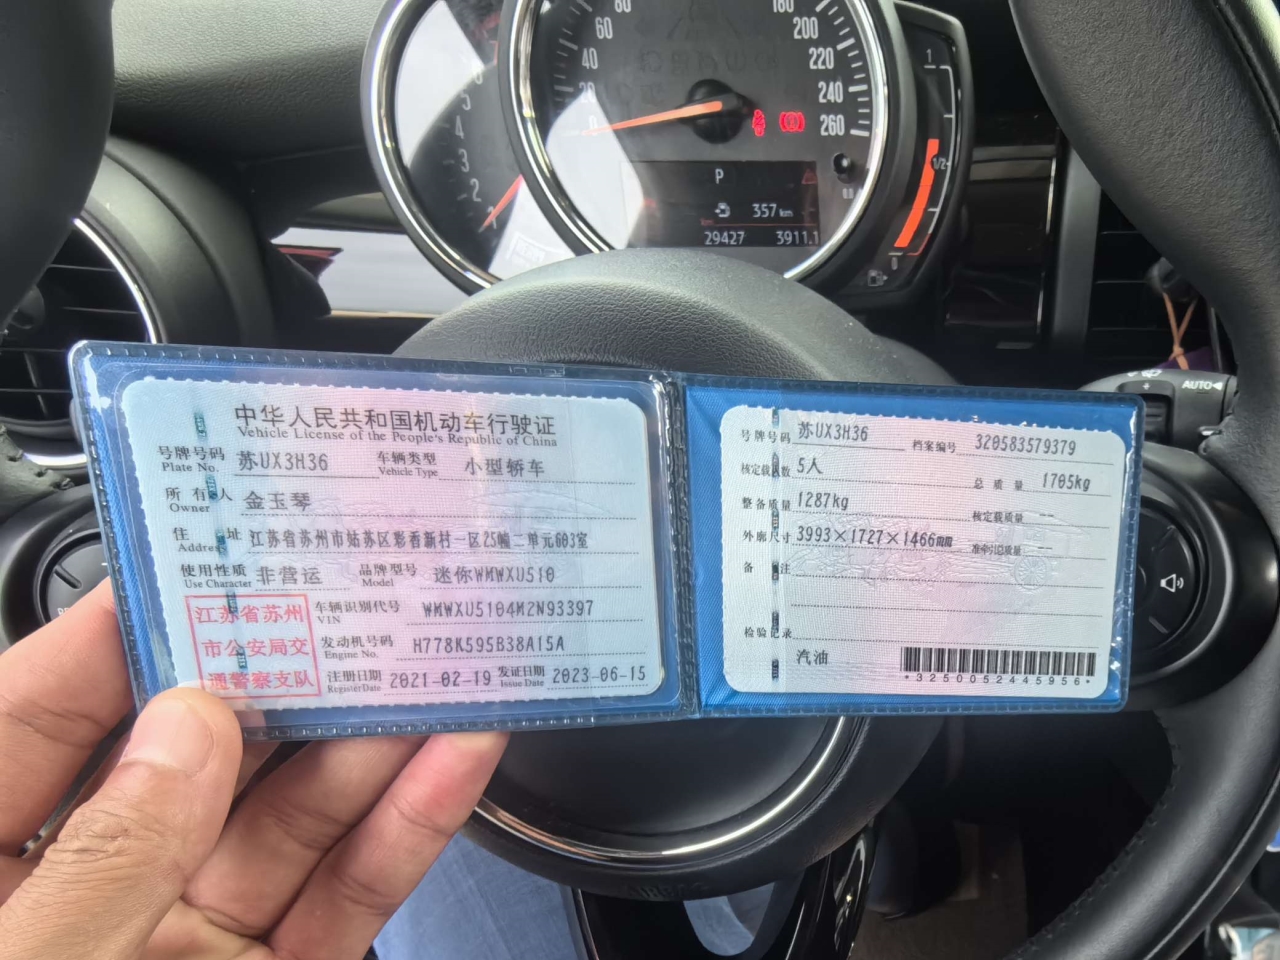 60
40
20
0
80
180
200
220
240
260
5
4
3
2
1
P
357 km
29427 3911.1
1
1/2
0
AUTO
中华人民共和国机动车行驶证
Vehicle License of the People's Republic of China
号牌号码 Plate No. 苏UX3H36 车辆类型 Vehicle Type 小型轿车
所有人 Owner 金玉琴
住址 Address 江苏省苏州市姑苏区彩香新村一区25幢二单元603室
使用性质 Use Character 非营运 品牌型号 Model 迷你WMWXU510
江苏省苏州
市公安局交
通警察支队
车辆识别代号 VIN WMWXU5104M2N93397
发动机号码 Engine No. H778K595B38A15A
注册日期 Register Date 2021-02-19 发证日期 Issue Date 2023-06-15
号牌号码 苏UX3H36 档案编号 320583579379
核定载人数 5人 总质量 1705kg
整备质量 1287kg 核定载质量 --
外廓尺寸 3993×1727×1466mm 准牵引总质量 --
备注
检验记录
汽油
*3250052445956*